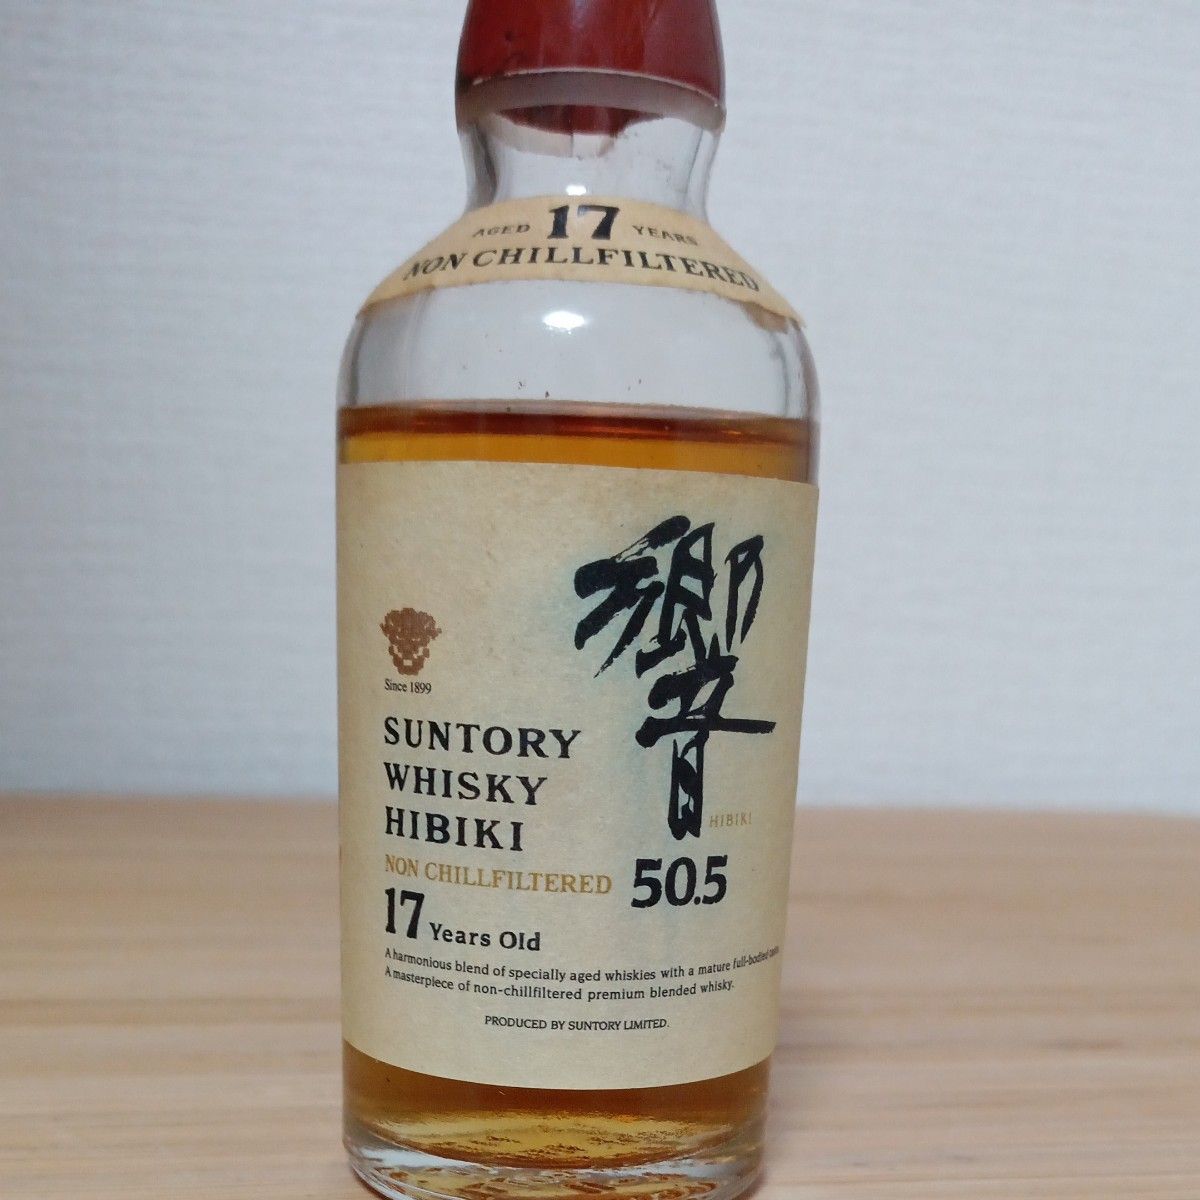 AGED 17 YEARS
NON CHILLFILTERED
響
HIBIKI
50.5
Since 1899
SUNTORY
WHISKY
HIBIKI
NON CHILLFILTERED
17 Years Old
A harmonious blend of specially aged whiskies with a mature full-bodied taste.
A masterpiece of non-chillfiltered premium blended whisky.
PRODUCED BY SUNTORY LIMITED.